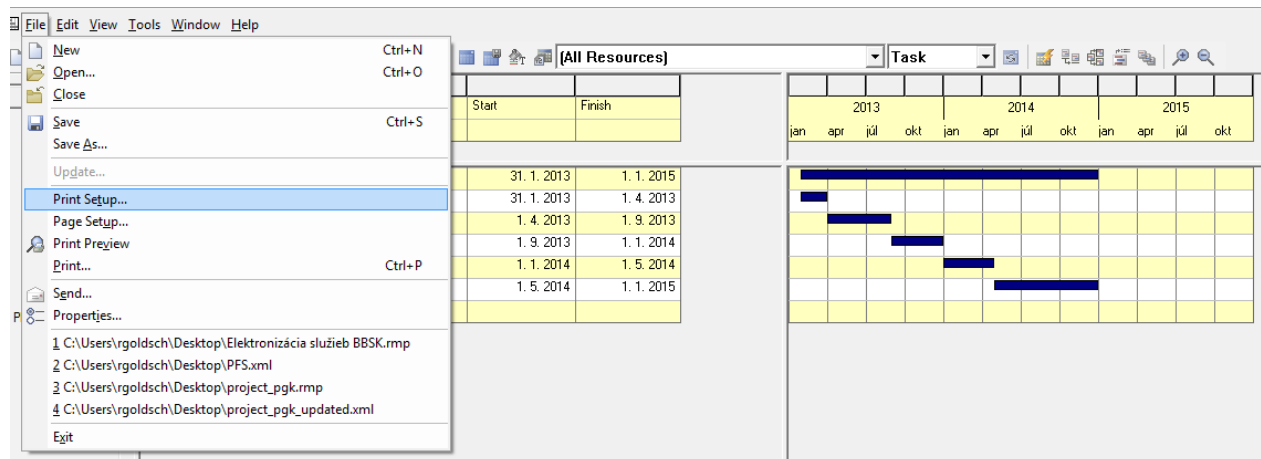 File Edit View Tools Window Help
New Ctrl+N
Open... Ctrl+O
Close
Save Ctrl+S
Save As...
Update...
Print Setup...
Page Setup...
Print Preview
Print... Ctrl+P
Send...
Properties...
1 C:\Users\rgoldsch\Desktop\Elektronizácia služieb BBSK.rmp
2 C:\Users\rgoldsch\Desktop\PFS.xml
3 C:\Users\rgoldsch\Desktop\project_pgk.rmp
4 C:\Users\rgoldsch\Desktop\project_pgk_updated.xml
Exit
P
(All Resources) Task
Start Finish
31. 1. 2013 1. 1. 2015
31. 1. 2013 1. 4. 2013
1. 4. 2013 1. 9. 2013
1. 9. 2013 1. 1. 2014
1. 1. 2014 1. 5. 2014
1. 5. 2014 1. 1. 2015
2013 2014 2015
jan apr júl okt jan apr júl okt jan apr júl okt